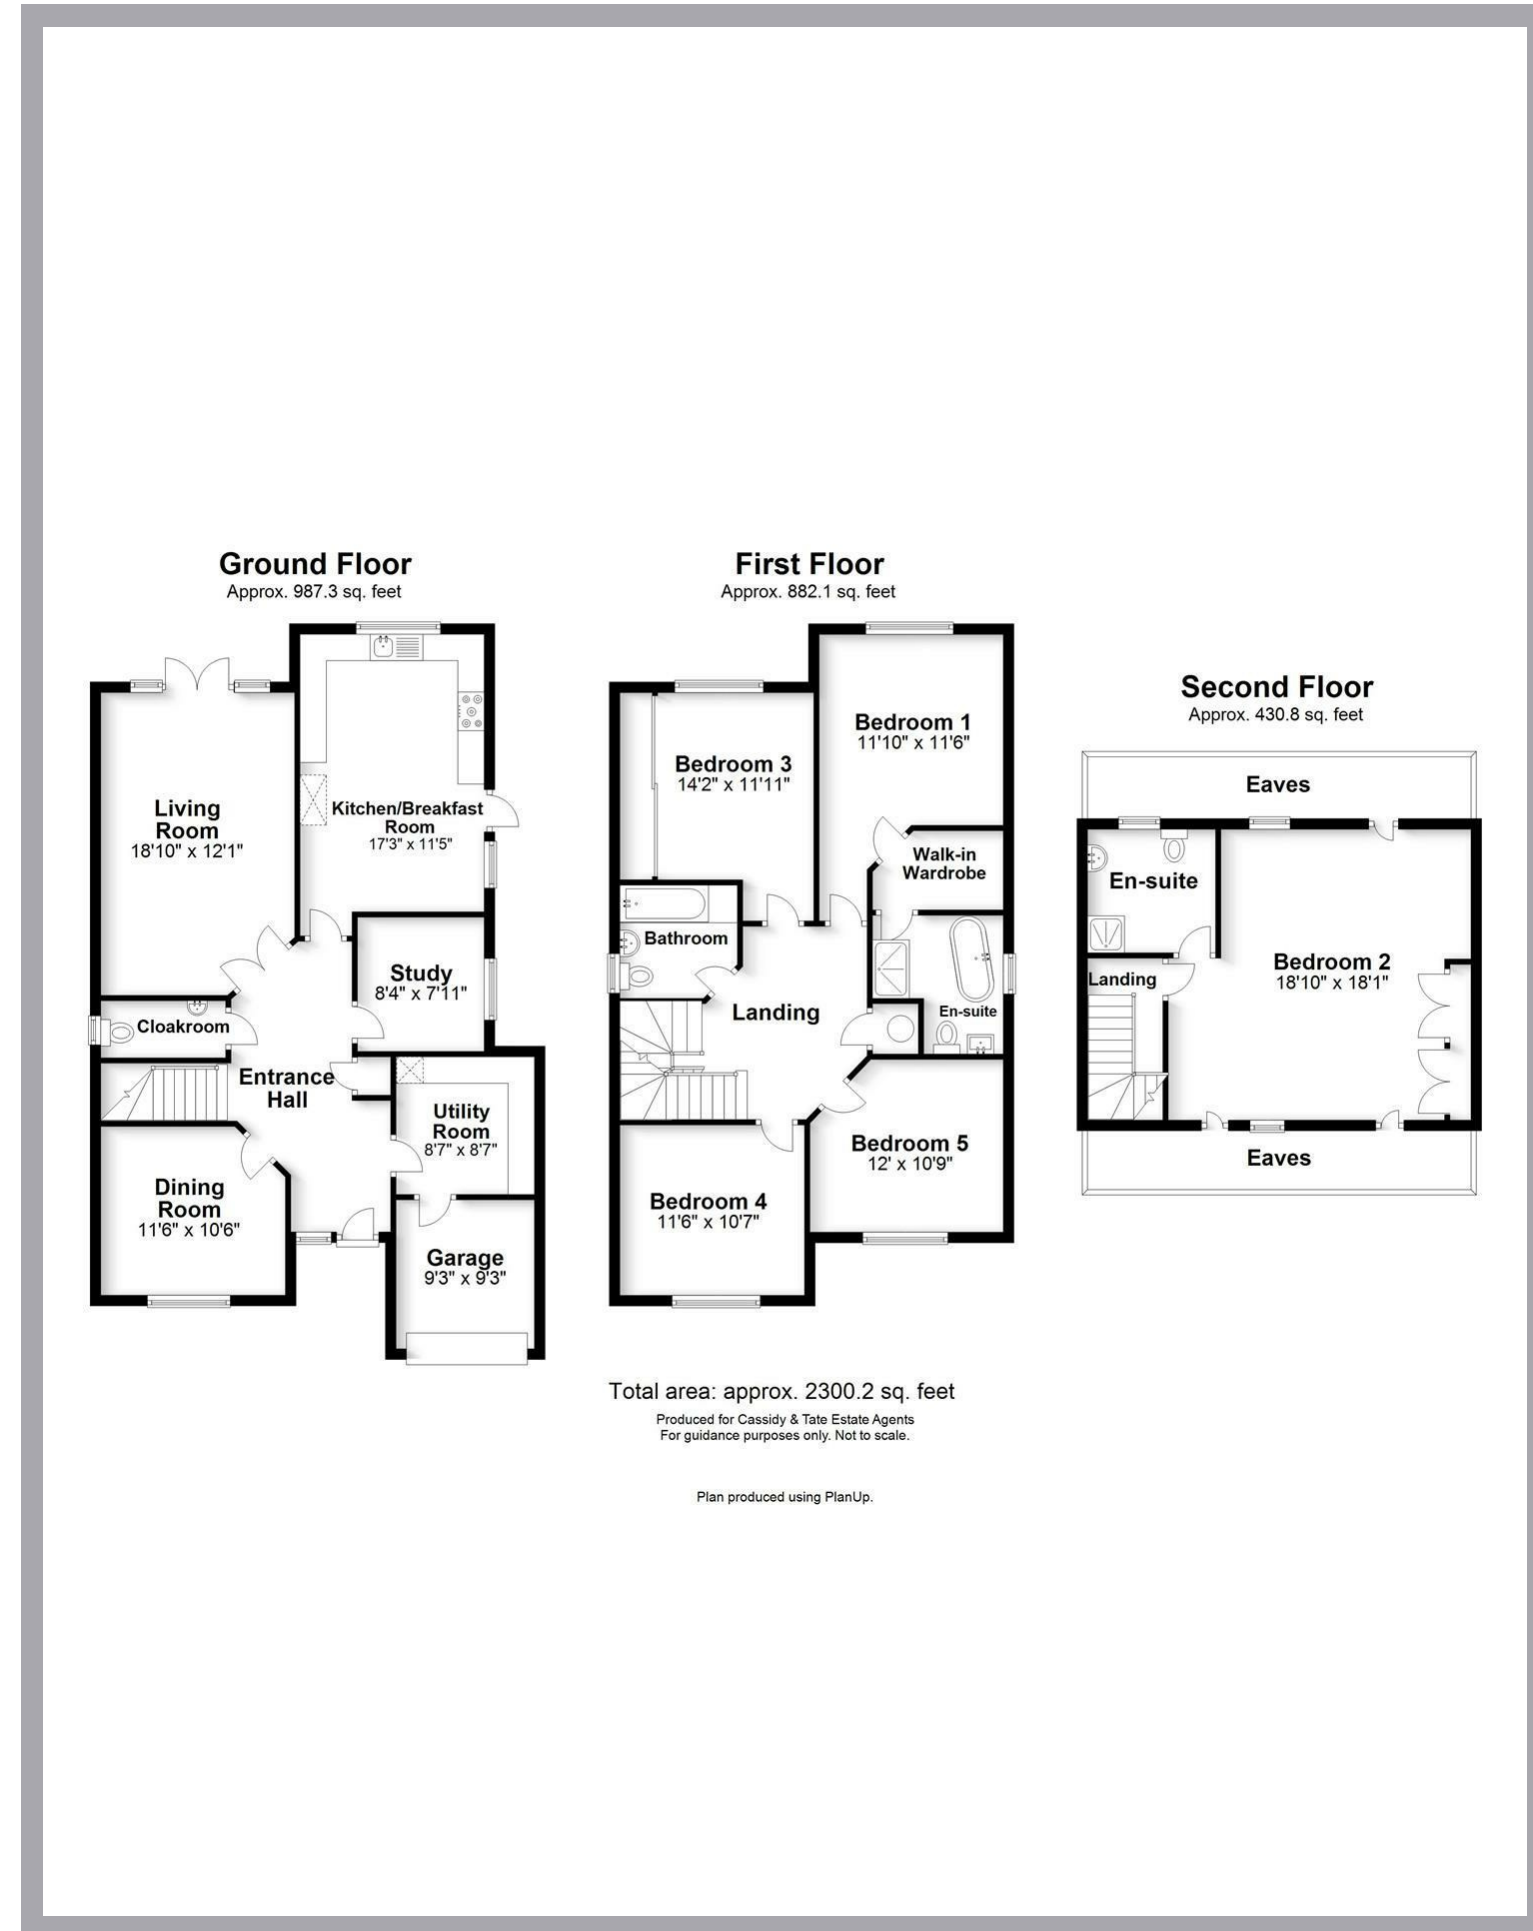 Ground Floor
Approx. 987.3 sq. feet
Living
Room
18'10" x 12'1"
Kitchen/Breakfast
Room
17'3" x 11'5"
Study
8'4" x 7'11"
Cloakroom
Entrance
Hall
Utility
Room
8'7" x 8'7"
Dining
Room
11'6" x 10'6"
Garage
9'3" x 9'3"
First Floor
Approx. 882.1 sq. feet
Bedroom 1
11'10" x 11'6"
Bedroom 3
14'2" x 11'11"
Walk-in
Wardrobe
Bathroom
Landing
En-suite
Bedroom 5
12' x 10'9"
Bedroom 4
11'6" x 10'7"
Second Floor
Approx. 430.8 sq. feet
Eaves
En-suite
Bedroom 2
18'10" x 18'1"
Landing
Eaves
Total area: approx. 2300.2 sq. feet
Produced for Cassidy & Tate Estate Agents
For guidance purposes only. Not to scale.
Plan produced using PlanUp.